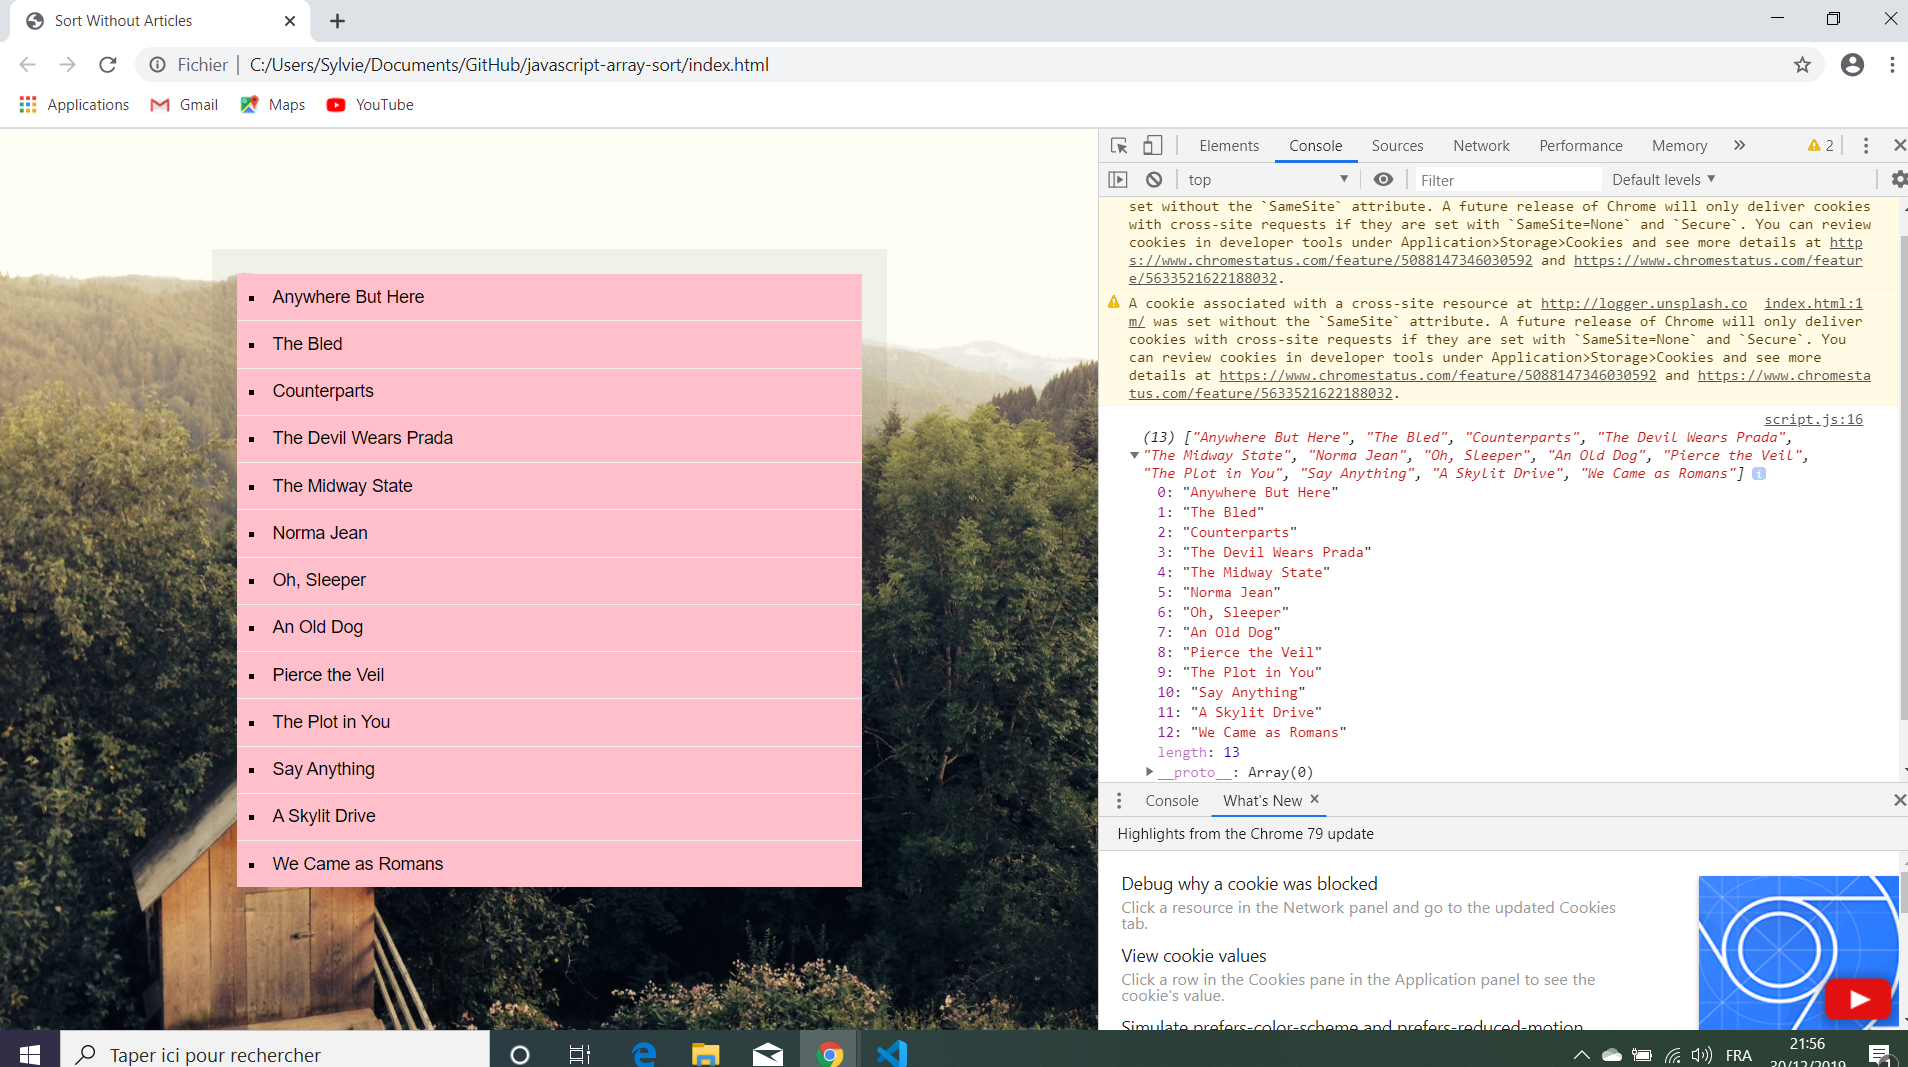 Sort Without Articles
Fichier | C:/Users/Sylvie/Documents/GitHub/javascript-array-sort/index.html
Applications Gmail Maps YouTube
Anywhere But Here
The Bled
Counterparts
The Devil Wears Prada
The Midway State
Norma Jean
Oh, Sleeper
An Old Dog
Pierce the Veil
The Plot in You
Say Anything
A Skylit Drive
We Came as Romans
Elements Console Sources Network Performance Memory » 2
top Filter Default levels
set without the `SameSite` attribute. A future release of Chrome will only deliver cookies
with cross-site requests if they are set with `SameSite=None` and `Secure`. You can review
cookies in developer tools under Application>Storage>Cookies and see more details at http
s://www.chromestatus.com/feature/5088147346030592 and https://www.chromestatus.com/featur
e/5633521622188032.
A cookie associated with a cross-site resource at http://logger.unsplash.co index.html:1
m/ was set without the `SameSite` attribute. A future release of Chrome will only deliver
cookies with cross-site requests if they are set with `SameSite=None` and `Secure`. You
can review cookies in developer tools under Application>Storage>Cookies and see more
details at https://www.chromestatus.com/feature/5088147346030592 and https://www.chromesta
tus.com/feature/5633521622188032.
script.js:16
(13) ["Anywhere But Here", "The Bled", "Counterparts", "The Devil Wears Prada",
"The Midway State", "Norma Jean", "Oh, Sleeper", "An Old Dog", "Pierce the Veil",
"The Plot in You", "Say Anything", "A Skylit Drive", "We Came as Romans"] i
0: "Anywhere But Here"
1: "The Bled"
2: "Counterparts"
3: "The Devil Wears Prada"
4: "The Midway State"
5: "Norma Jean"
6: "Oh, Sleeper"
7: "An Old Dog"
8: "Pierce the Veil"
9: "The Plot in You"
10: "Say Anything"
11: "A Skylit Drive"
12: "We Came as Romans"
length: 13
__proto__: Array(0)
Console What's New
Highlights from the Chrome 79 update
Debug why a cookie was blocked
Click a resource in the Network panel and go to the updated Cookies
tab.
View cookie values
Click a row in the Cookies pane in the Application panel to see the
cookie's value.
Simulate prefers-color-scheme and prefers-reduced-motion
Taper ici pour rechercher
FRA
21:56
30/12/2019
1